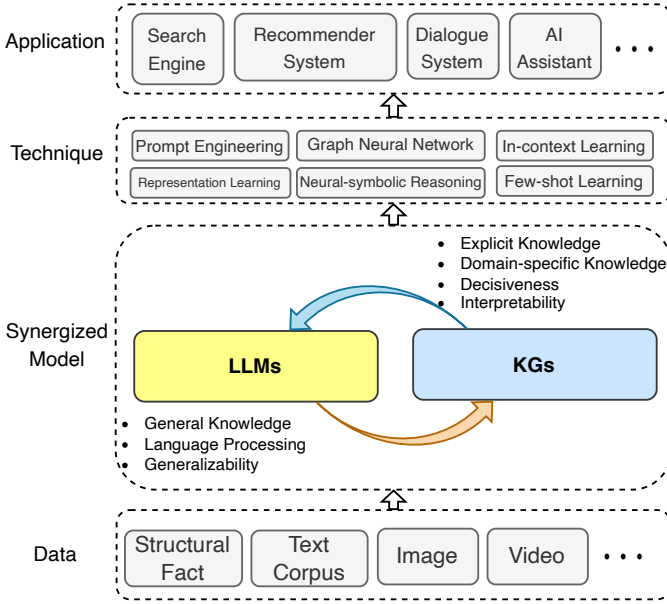 Application
Search
Engine
Recommender
System
Dialogue
System
AI
Assistant
• • •
Technique
Prompt Engineering
Graph Neural Network
In-context Learning
Representation Learning
Neural-symbolic Reasoning
Few-shot Learning
Synergized
Model
• Explicit Knowledge
• Domain-specific Knowledge
• Decisiveness
• Interpretability
LLMs
KGs
• General Knowledge
• Language Processing
• Generalizability
Data
Structural
Fact
Text
Corpus
Image
Video
• • •